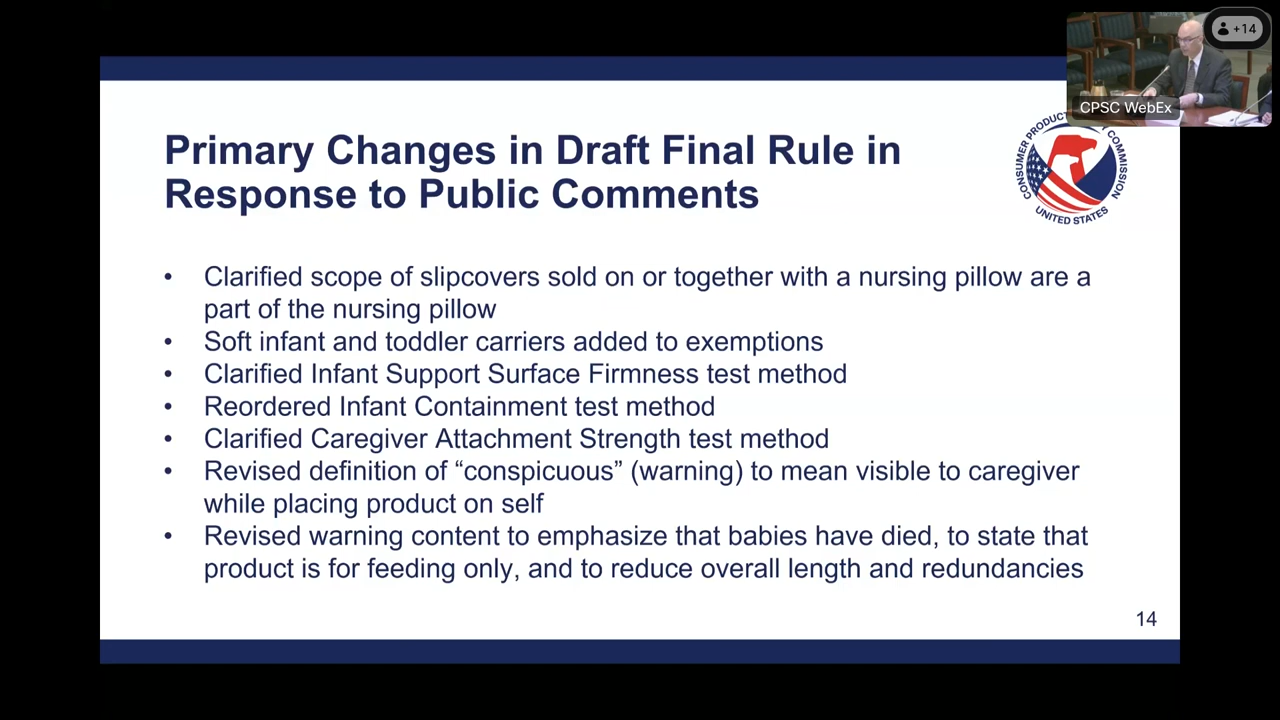 +14
CPSC WebEx
Primary Changes in Draft Final Rule in
Response to Public Comments
CONSUMER PRODUCT COMMISSION
UNITED STATES
• Clarified scope of slipcovers sold on or together with a nursing pillow are a
part of the nursing pillow
• Soft infant and toddler carriers added to exemptions
• Clarified Infant Support Surface Firmness test method
• Reordered Infant Containment test method
• Clarified Caregiver Attachment Strength test method
• Revised definition of “conspicuous” (warning) to mean visible to caregiver
while placing product on self
• Revised warning content to emphasize that babies have died, to state that
product is for feeding only, and to reduce overall length and redundancies
14